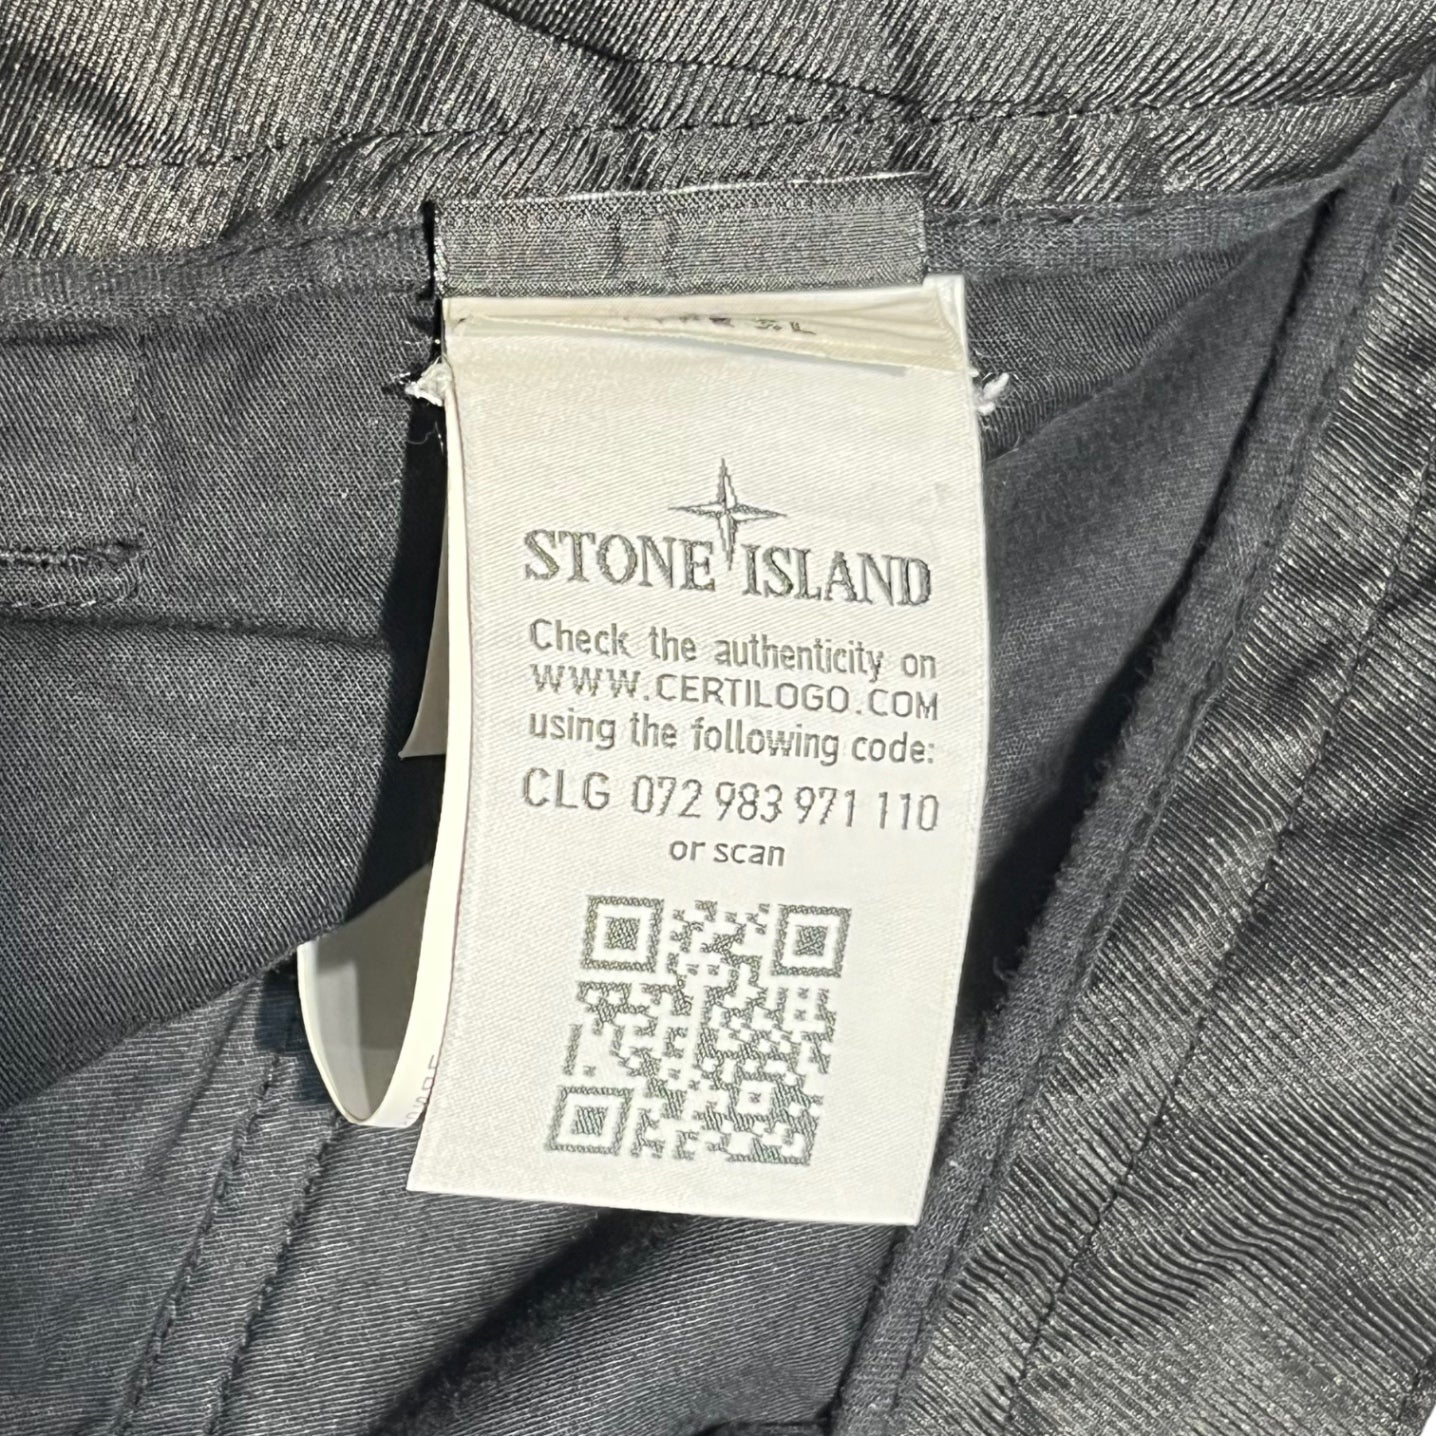 STONE ISLAND
Check the authenticity on
WWW.CERTILOGO.COM
using the following code:
CLG 072 983 971 110
or scan